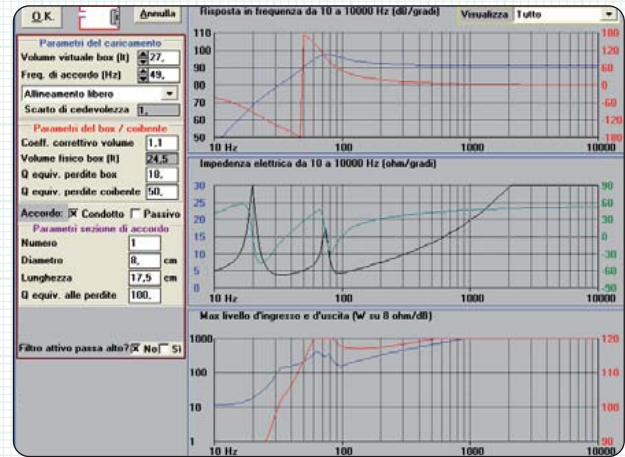 O.K.
Annulla
Parametri del caricamento
Volume virtuale box (lt) 27,
Freq. di accordo (Hz) 49,
Allineamento libero
Scarto di cedevolezza 1,
Parametri del box / coibente
Coeff. correttivo volume 1,1
Volume fisico box (lt) 24,5
Q equiv. perdite box 18,
Q equiv. perdite coibente 50,
Accordo: Condotto Passivo
Parametri sezione di accordo
Numero 1
Diametro 8, cm
Lunghezza 17,5 cm
Q equiv. alle perdite 100,
Filtro attivo passa alto? No Sì
Risposta in frequenza da 10 a 10000 Hz (dB/gradi)
Visualizza Tutto
110
100
90
80
70
60
50
180
120
60
0
-60
-120
-180
10 Hz 100 1000 10000
Impedenza elettrica da 10 a 10000 Hz (ohm/gradi)
30
25
20
15
10
5
0
90
60
30
0
-30
-60
-90
10 Hz 100 1000 10000
Max livello d'ingresso e d'uscita (W su 8 ohm/dB)
1000
100
10
1
120
110
100
90
10 Hz 100 1000 10000